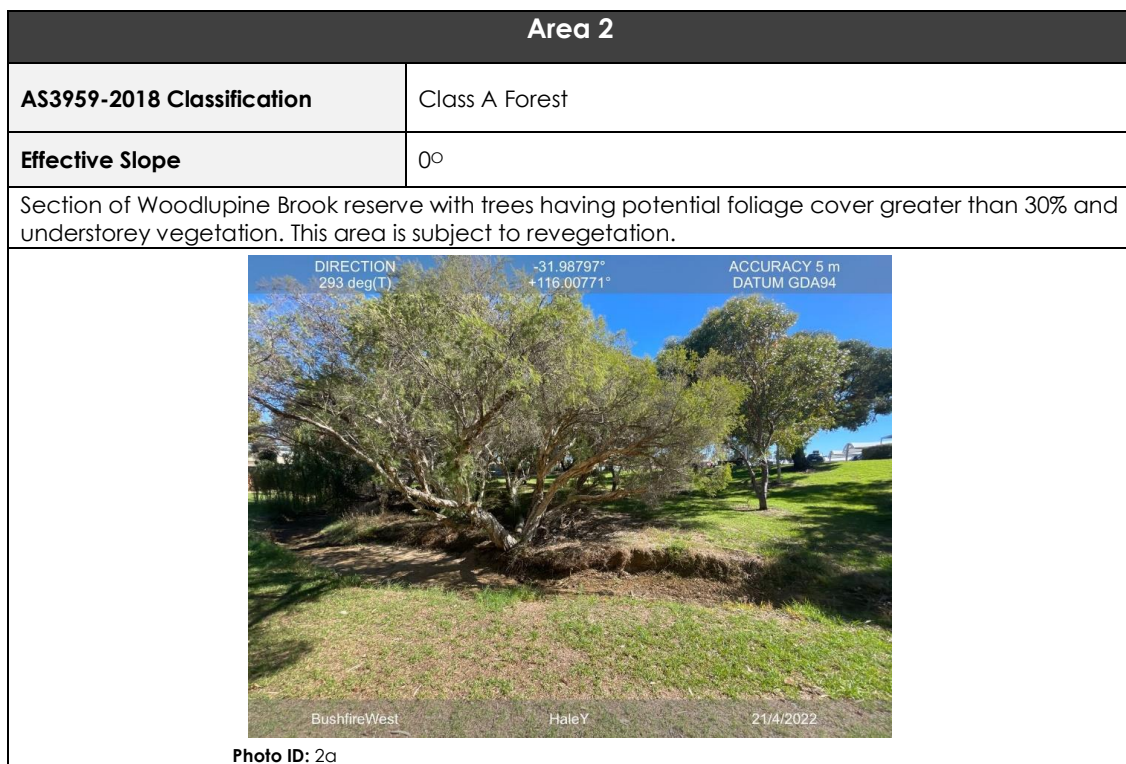 Area 2
AS3959-2018 Classification
Class A Forest
Effective Slope
0°
Section of Woodlupine Brook reserve with trees having potential foliage cover greater than 30% and
understorey vegetation. This area is subject to revegetation.
DIRECTION
293 deg(T)
-31.98797°
+116.00771°
ACCURACY 5 m
DATUM GDA94
BushfireWest
HaleY
21/4/2022
Photo ID: 2a